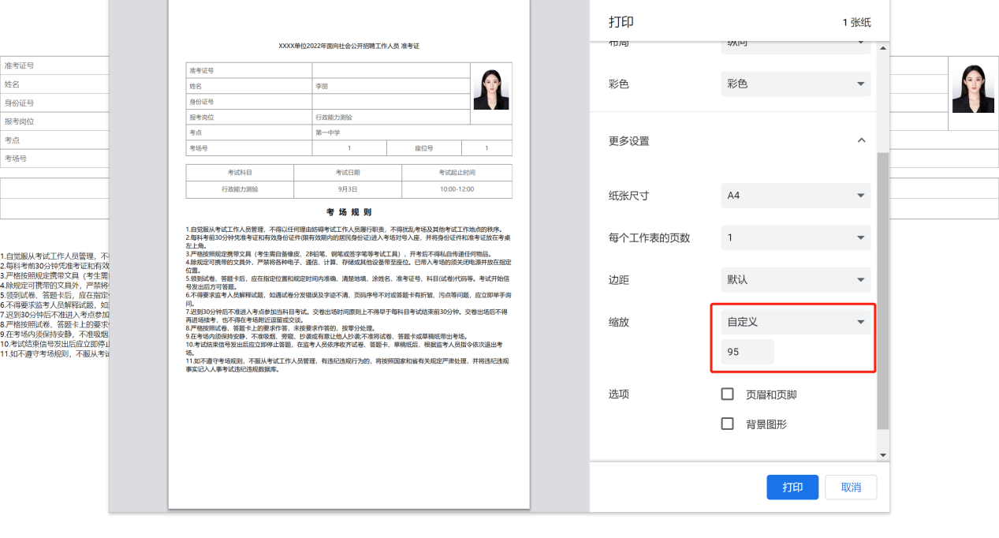 准考证号
姓名
身份证号
报考岗位
考点
考场号
1.自觉服从考试工作人员管理，不
2.每科考前30分钟凭准考证和有效
3.严格按照规定携带文具（考生需
4.除规定可携带的文具外，严禁将
5.领到试卷、答题卡后，应在指定
6.不得要求监考人员解释试题，如
7.迟到30分钟后不准进入考点参加
8.严格按照试卷、答题卡上的要求
9.在考场内须保持安静，不准吸烟、
10.考试结束信号发出后应立即停止
11.如不遵守考场规则，不服从考试
XXXX单位2022年面向社会公开招聘工作人员 准考证
准考证号
姓名 李丽
身份证号
报考岗位 行政能力测验
考点 第一中学
考场号 1 座位号 1
考试科目 考试日期 考试起止时间
行政能力测验 9月3日 10:00-12:00
考 场 规 则
1.自觉服从考试工作人员管理，不得以任何理由妨碍考试工作人员履行职责，不得扰乱考场及其他考试工作地点的秩序。
2.每科考前30分钟凭准考证和有效身份证件(限有效期内的居民身份证)进入考场对号入座，并将身份证件和准考证放在考桌
左上角。
3.严格按照规定携带文具（考生需自备橡皮、2B铅笔、钢笔或签字笔等考试工具），开考后不得私自传递任何物品。
4.除规定可携带的文具外，严禁将各种电子、通信、计算、存储或其他设备带至座位。已带入考场的须关闭电源并放在指定
位置。
5.领到试卷、答题卡后，应在指定位置和规定时间内准确、清楚地填、涂姓名、准考证号、科目(试卷)代码等。考试开始信
号发出后方可答题。
6.不得要求监考人员解释试题，如遇试卷分发错误及字迹不清、页码序号不对或答题卡有折皱、污点等问题，应立即举手询
问。
7.迟到30分钟后不准进入考点参加当科目考试。交卷出场时间原则上不得早于每科目考试结束前30分钟。交卷出场后不得
再进场续考，也不得在考场附近逗留或交谈。
8.严格按照试卷、答题卡上的要求作答，未按要求作答的，按零分处理。
9.在考场内须保持安静，不准吸烟、旁窥、抄袭或有意让他人抄袭;不准将试卷、答题卡或草稿纸带出考场。
10.考试结束信号发出后应立即停止答题，在监考人员依序收齐试卷、答题卡、草稿纸后，根据监考人员指令依次退出考
场。
11.如不遵守考场规则，不服从考试工作人员管理，有违纪违规行为的，将按照国家和省有关规定严肃处理，并将违纪违规
事实记入人事考试违纪违规数据库。
打印 1 张纸
布局 纵向
彩色 彩色
更多设置
纸张尺寸 A4
每个工作表的页数 1
边距 默认
缩放 自定义
95
选项 页眉和页脚
背景图形
打印 取消